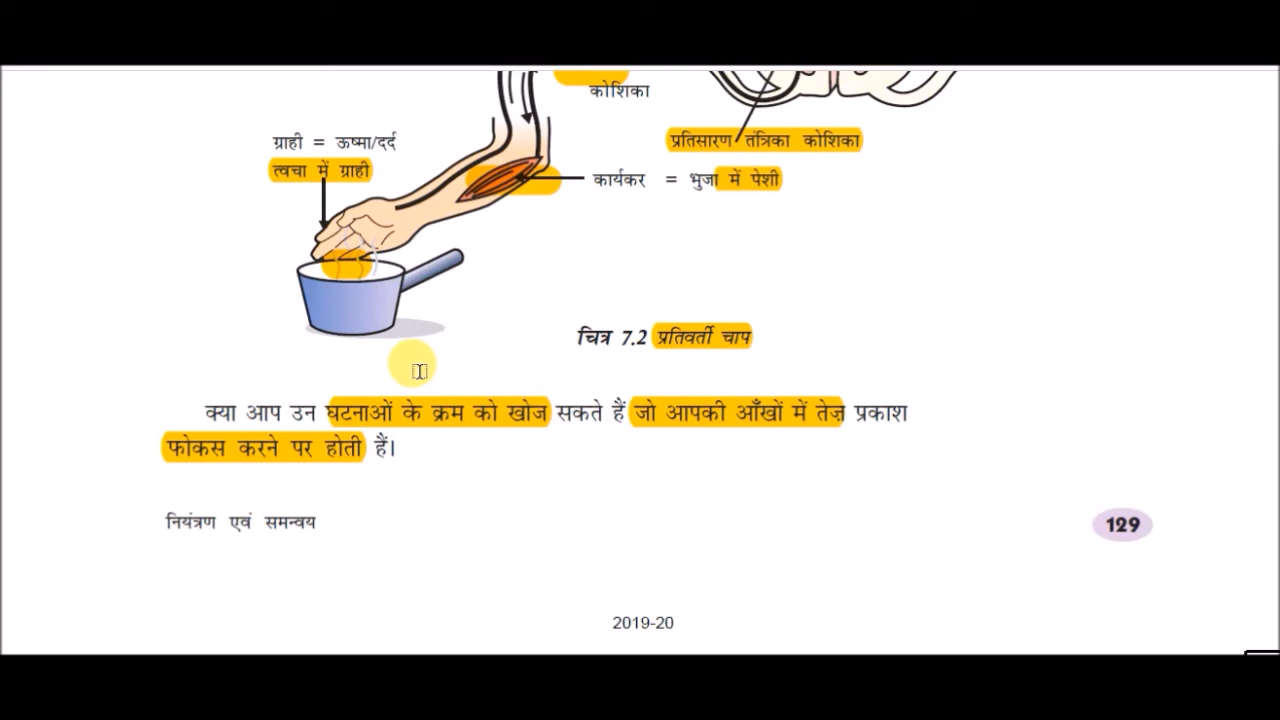 कोशिका
ग्राही = ऊष्मा/दर्द
त्वचा में ग्राही
प्रतिसारण तंत्रिका कोशिका
कार्यकर = भुजा में पेशी
चित्र 7.2 प्रतिवर्ती चाप
क्या आप उन घटनाओं के क्रम को खोज सकते हैं जो आपकी आँखों में तेज़ प्रकाश
फोकस करने पर होती हैं।
नियंत्रण एवं समन्वय
129
2019-20